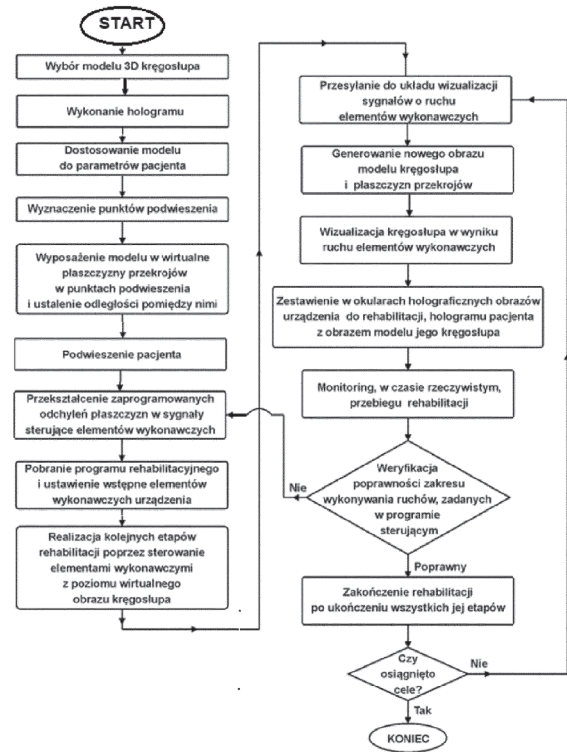 START
Wybór modelu 3D kręgosłupa
Wykonanie hologramu
Dostosowanie modelu
do parametrów pacjenta
Wyznaczenie punktów podwieszenia
Wyposażenie modelu w wirtualne
płaszczyzny przekrojów
w punktach podwieszenia
i ustalenie odległości pomiędzy nimi
Podwieszenie pacjenta
Przekształcenie zaprogramowanych
odchyleń płaszczyzn w sygnały
sterujące elementów wykonawczych
Pobranie programu rehabilitacyjnego
i ustawienie wstępne elementów
wykonawczych urządzenia
Realizacja kolejnych etapów
rehabilitacji poprzez sterowanie
elementami wykonawczymi
z poziomu wirtualnego
obrazu kręgosłupa
Przesyłanie do układu wizualizacji
sygnałów o ruchu
elementów wykonawczych
Generowanie nowego obrazu
modelu kręgosłupa
i płaszczyzn przekrojów
Wizualizacja kręgosłupa w wyniku
ruchu elementów wykonawczych
Zestawienie w okularach holograficznych obrazów
urządzenia do rehabilitacji, hologramu pacjenta
z obrazem modelu jego kręgosłupa
Monitoring, w czasie rzeczywistym,
przebiegu rehabilitacji
Weryfikacja
poprawności zakresu
wykonywania ruchów, zadanych
w programie
sterującym
Nie
Poprawny
Zakończenie rehabilitacji
po ukończeniu wszystkich jej etapów
Czy
osiągnięto
cele?
Nie
Tak
KONIEC